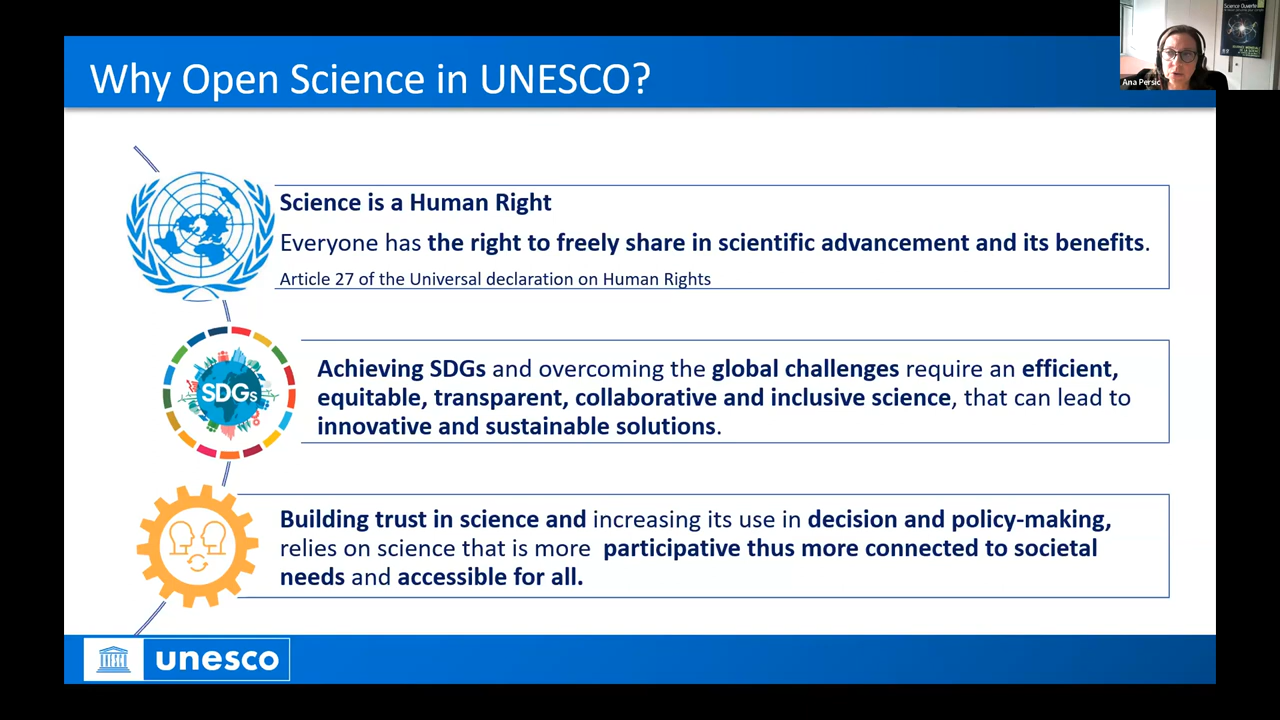 Why Open Science in UNESCO?
Science Ouverte
Ana Persic
Science is a Human Right
Everyone has the right to freely share in scientific advancement and its benefits.
Article 27 of the Universal declaration on Human Rights
SDGs
Achieving SDGs and overcoming the global challenges require an efficient,
equitable, transparent, collaborative and inclusive science, that can lead to
innovative and sustainable solutions.
Building trust in science and increasing its use in decision and policy-making,
relies on science that is more participative thus more connected to societal
needs and accessible for all.
unesco